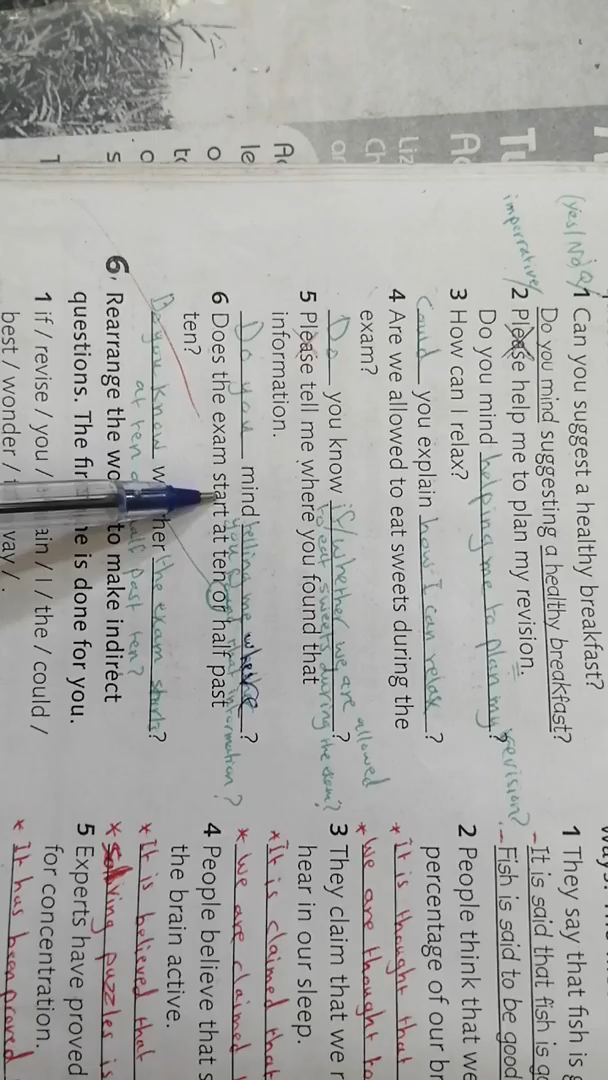 (yes/No Q)
1 Can you suggest a healthy breakfast?
Do you mind suggesting a healthy breakfast?
imperrative
2 Please help me to plan my revision.
Do you mind helping me to plan my revision?
3 How can I relax?
Could you explain how I can relax?
4 Are we allowed to eat sweets during the
exam?
Do you know if/whether we are allowed
to eat sweets during the exam?
5 Please tell me where you found that
information.
Do you mind telling me where
you found that information?
6 Does the exam start at ten or half past
ten?
Do you know whether the exam starts
at ten half past ten?
6. Rearrange the to make indirect
questions. The is done for you.
1 if / revise / you / / I / the / could /
best / wonder /
1 They say that fish is
- It is said that fish is
- Fish is said to be good
2 People think that we
percentage of our
* It is thought that
* We are thought to
3 They claim that we
hear in our sleep.
* It is claimed that
* We are claimed
4 People believe that
the brain active.
* It is believed that
* Solving puzzles is
5 Experts have proved
for concentration.
* It has been proved